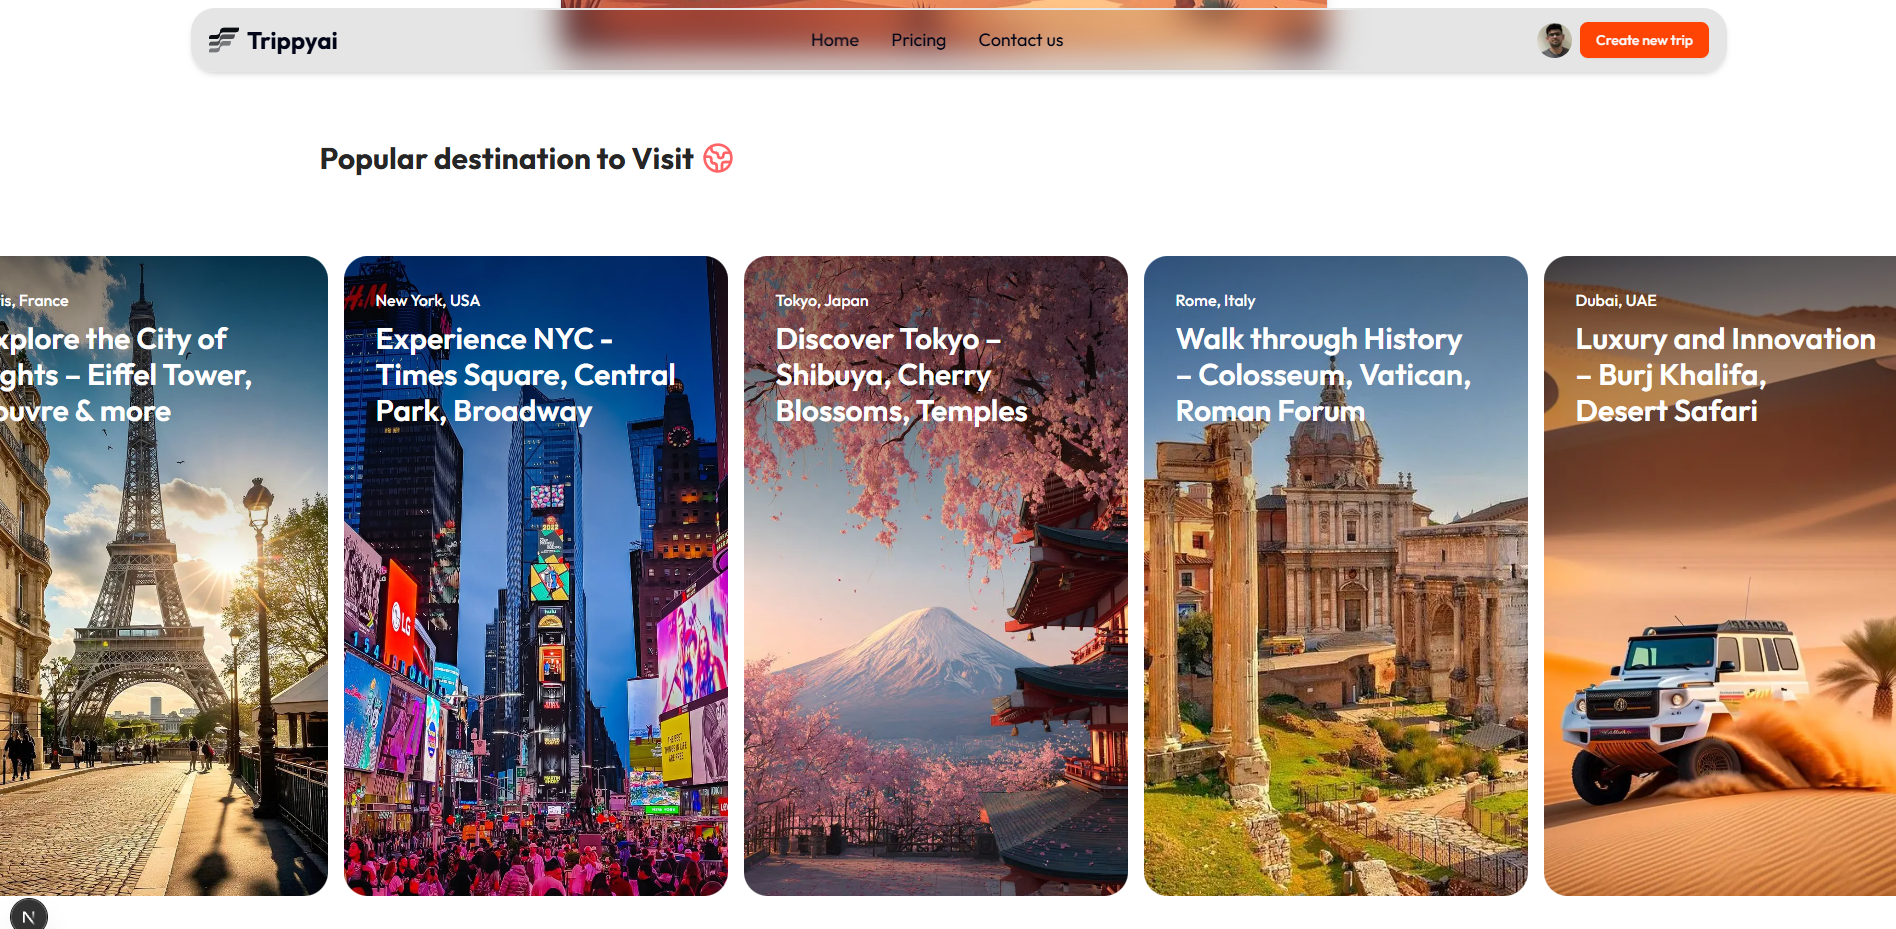 Trippyai
Home
Pricing
Contact us
Create new trip
Popular destination to Visit
is, France
xplore the City of
ghts – Eiffel Tower,
ouvre & more
New York, USA
Experience NYC -
Times Square, Central
Park, Broadway
Tokyo, Japan
Discover Tokyo –
Shibuya, Cherry
Blossoms, Temples
Rome, Italy
Walk through History
– Colosseum, Vatican,
Roman Forum
Dubai, UAE
Luxury and Innovation
– Burj Khalifa,
Desert Safari
H&M
LG
2022
hulu
N